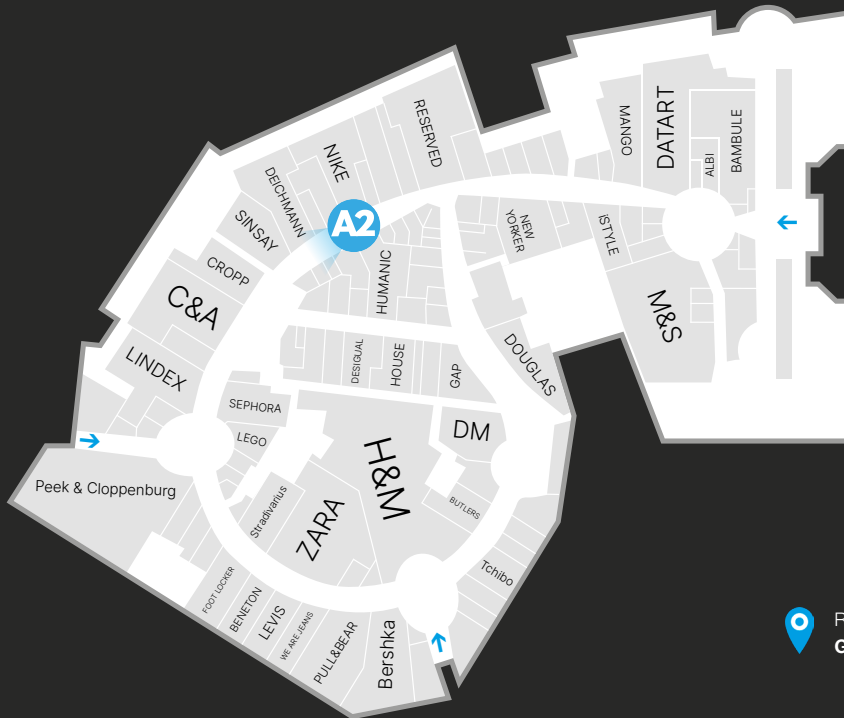 RESERVED
NIKE
DEICHMANN
SINSAY
A2
MANGO
DATART
ALBI
BAMBULE
NEW
YORKER
iSTYLE
M&S
CROPP
C&A
LINDEX
HUMANIC
DESIGUAL
HOUSE
GAP
DOUGLAS
SEPHORA
LEGO
DM
H&M
Peek & Cloppenburg
Stradivarius
ZARA
BUTLERS
Tchibo
FOOT LOCKER
BENETON
LEVIS
WE ARE JEANS
PULL&BEAR
Bershka
R
G